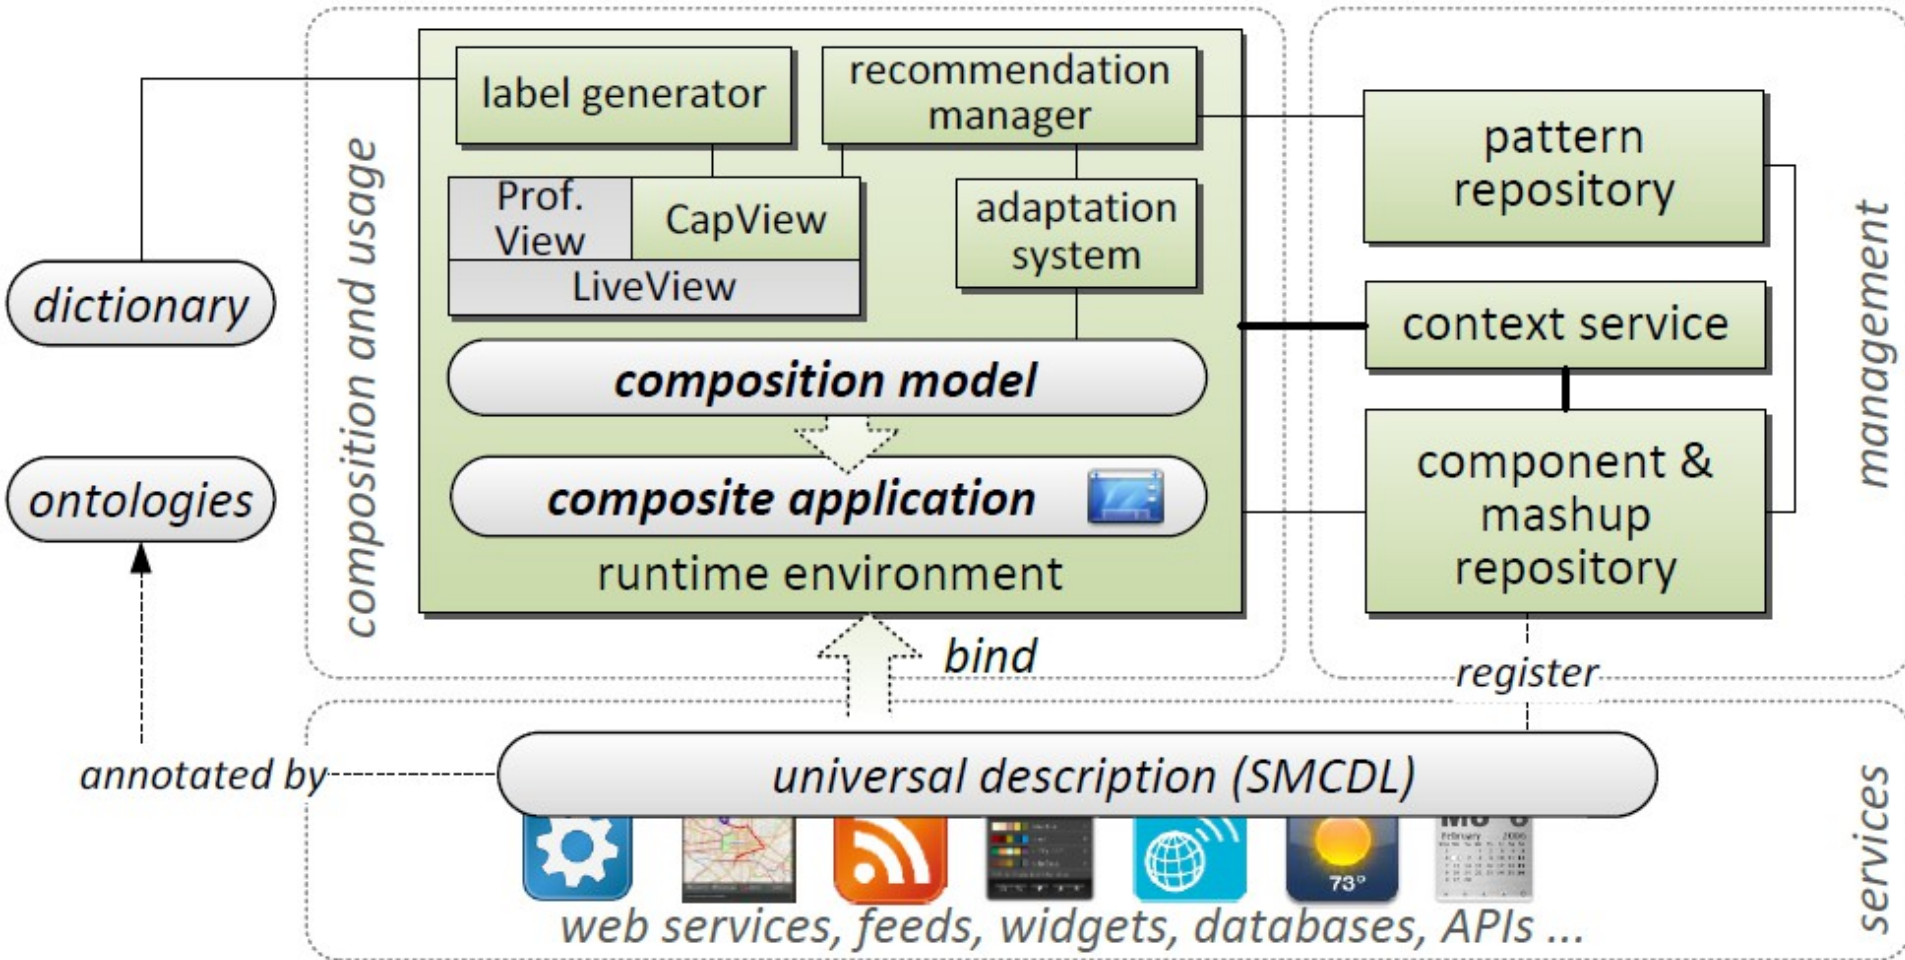 composition and usage
label generator
recommendation
manager
Prof.
View
CapView
LiveView
adaptation
system
composition model
composite application
runtime environment
dictionary
ontologies
pattern
repository
context service
component &
mashup
repository
management
bind
register
annotated by
universal description (SMCDL)
73°
February 2006
web services, feeds, widgets, databases, APIs ...
services